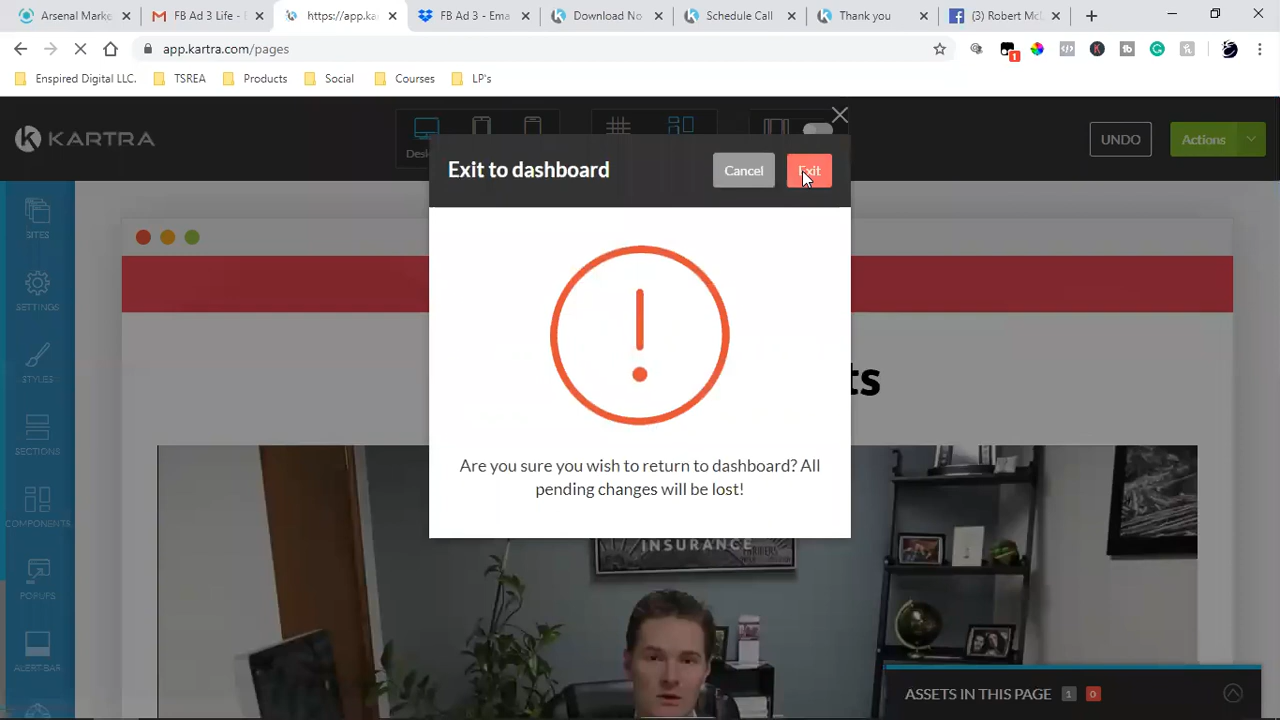 Arsenal Marke
FB Ad 3 Life - E
https://app.ka
FB Ad 3 - Ema
Download No
Schedule Call
Thank you
(3) Robert Mc
app.kartra.com/pages
1
Enspired Digital LLC.
TSREA
Products
Social
Courses
LP's
KARTRA
Des
UNDO
Actions
Exit to dashboard
Cancel
Exit
SITES
SETTINGS
STYLES
SECTIONS
COMPONENTS
POPUPS
ALERT BAR
ts
Are you sure you wish to return to dashboard? All
pending changes will be lost!
INSURANCE
ASSETS IN THIS PAGE 1 0